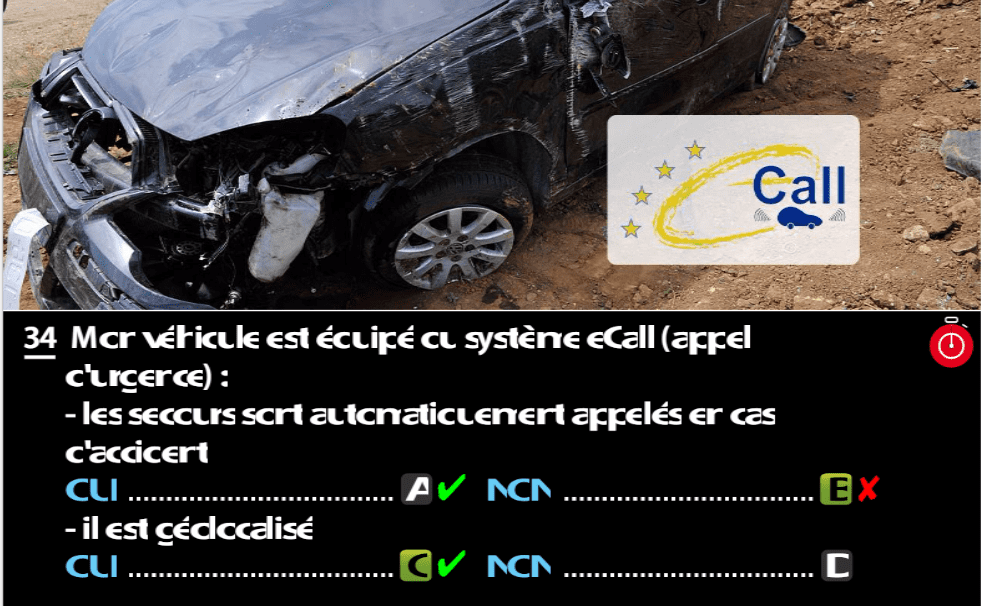 Call
34 Mon véhicule est équipé du système eCall (appel
d'urgence) :
- les secours sont automatiquement appelés en cas
d'accident
OUI .................................. A ✔ NON ................................ B ✘
- il est géolocalisé
OUI .................................. C ✔ NON ................................ D